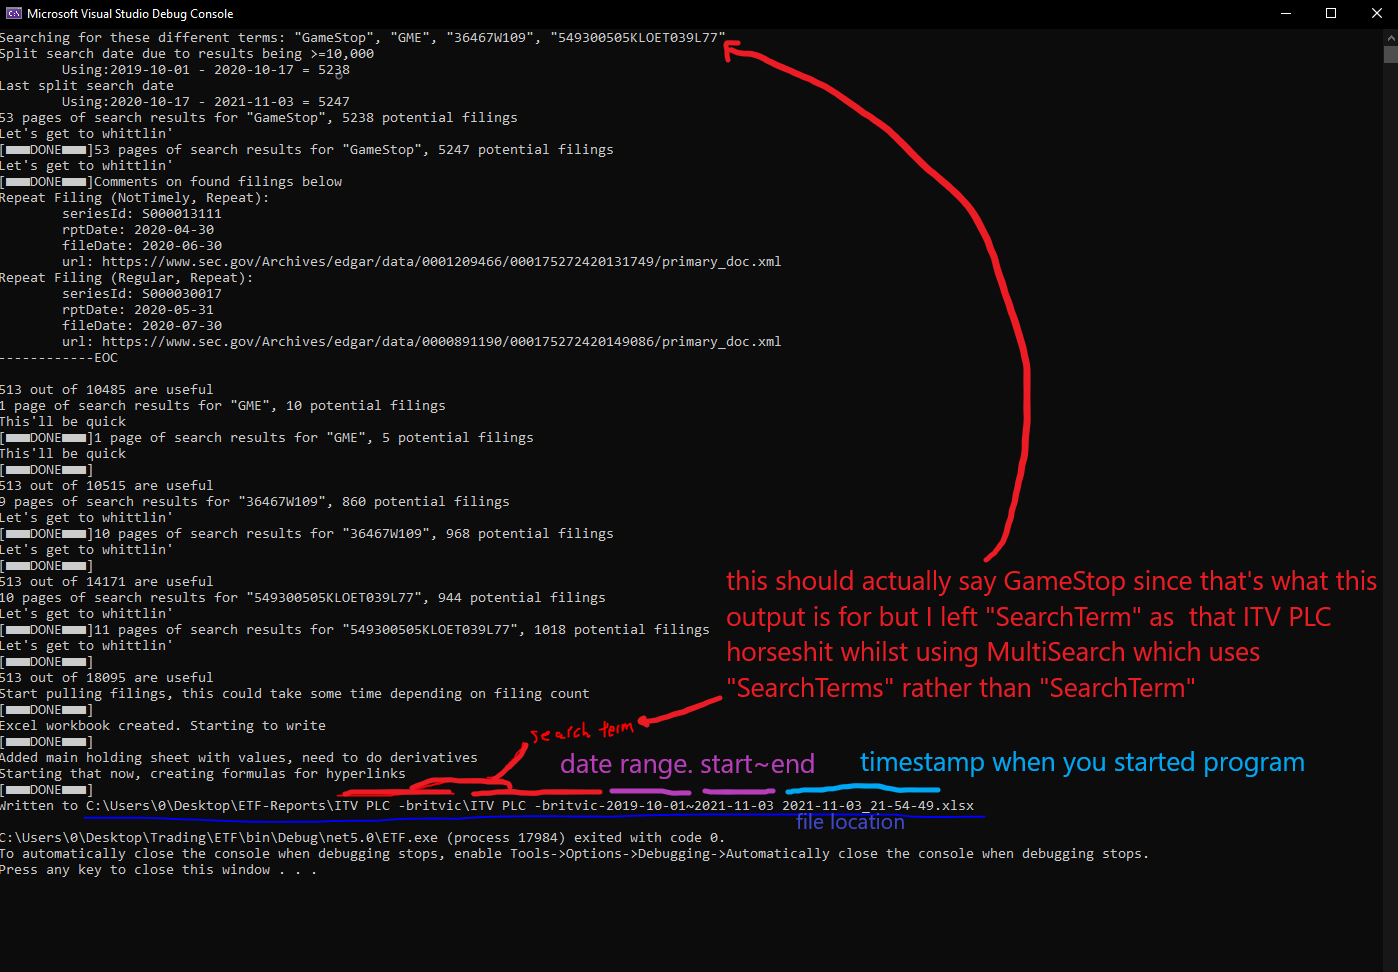 Microsoft Visual Studio Debug Console
Searching for these different terms: "GameStop", "GME", "36467W109", "549300505KLOET039L77"
Split search date due to results being >=10,000
Using:2019-10-01 - 2020-10-17 = 5238
Last split search date
Using:2020-10-17 - 2021-11-03 = 5247
53 pages of search results for "GameStop", 5238 potential filings
Let's get to whittlin'
[■■■DONE■■■]53 pages of search results for "GameStop", 5247 potential filings
Let's get to whittlin'
[■■■DONE■■■]Comments on found filings below
Repeat Filing (NotTimely, Repeat):
seriesId: S000013111
rptDate: 2020-04-30
fileDate: 2020-06-30
url: https://www.sec.gov/Archives/edgar/data/0001209466/000175272420131749/primary_doc.xml
Repeat Filing (Regular, Repeat):
seriesId: S000030017
rptDate: 2020-05-31
fileDate: 2020-07-30
url: https://www.sec.gov/Archives/edgar/data/0000891190/000175272420149086/primary_doc.xml
------------EOC
513 out of 10485 are useful
1 page of search results for "GME", 10 potential filings
This'll be quick
[■■■DONE■■■]1 page of search results for "GME", 5 potential filings
This'll be quick
[■■■DONE■■■]
513 out of 10515 are useful
9 pages of search results for "36467W109", 860 potential filings
Let's get to whittlin'
[■■■DONE■■■]10 pages of search results for "36467W109", 968 potential filings
Let's get to whittlin'
[■■■DONE■■■]
513 out of 14171 are useful
10 pages of search results for "549300505KLOET039L77", 944 potential filings
Let's get to whittlin'
[■■■DONE■■■]11 pages of search results for "549300505KLOET039L77", 1018 potential filings
Let's get to whittlin'
[■■■DONE■■■]
513 out of 18095 are useful
Start pulling filings, this could take some time depending on filing count
[■■■DONE■■■]
Excel workbook created. Starting to write
[■■■DONE■■■]
Added main holding sheet with values, need to do derivatives
Starting that now, creating formulas for hyperlinks
[■■■DONE■■■]
Written to C:\Users\0\Desktop\ETF-Reports\ITV PLC -britvic\ITV PLC -britvic-2019-10-01~2021-11-03 2021-11-03_21-54-49.xlsx
C:\Users\0\Desktop\Trading\ETF\bin\Debug\net5.0\ETF.exe (process 17984) exited with code 0.
To automatically close the console when debugging stops, enable Tools->Options->Debugging->Automatically close the console when debugging stops.
Press any key to close this window . . .
this should actually say GameStop since that's what this
output is for but I left "SearchTerm" as that ITV PLC
horseshit whilst using MultiSearch which uses
"SearchTerms" rather than "SearchTerm"
search term
date range. start~end
timestamp when you started program
file location